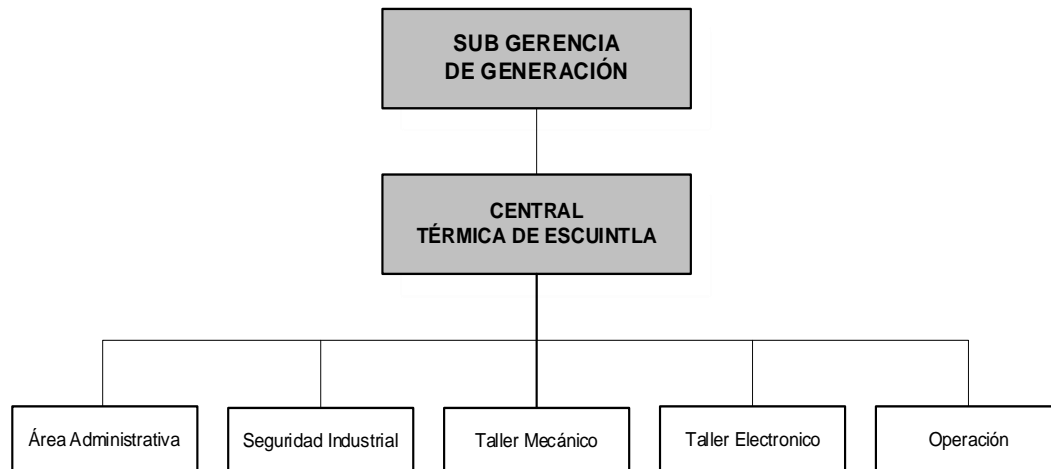 SUB GERENCIA
DE GENERACIÓN
CENTRAL
TÉRMICA DE ESCUINTLA
Área Administrativa
Seguridad Industrial
Taller Mecánico
Taller Electronico
Operación